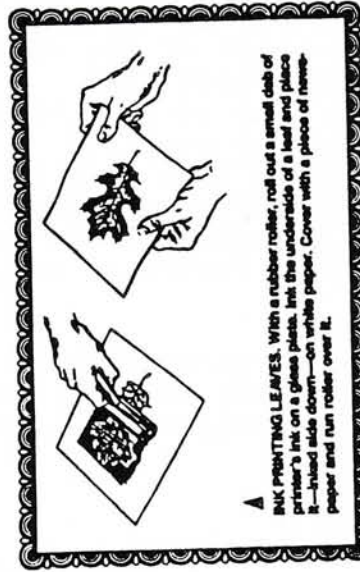 INK PRINTING LEAVES. With a rubber roller, roll out a small dab of
printer's ink on a glass plate. Ink the underside of a leaf and place
it—inked side down—on white paper. Cover with a piece of news-
paper and run roller over it.